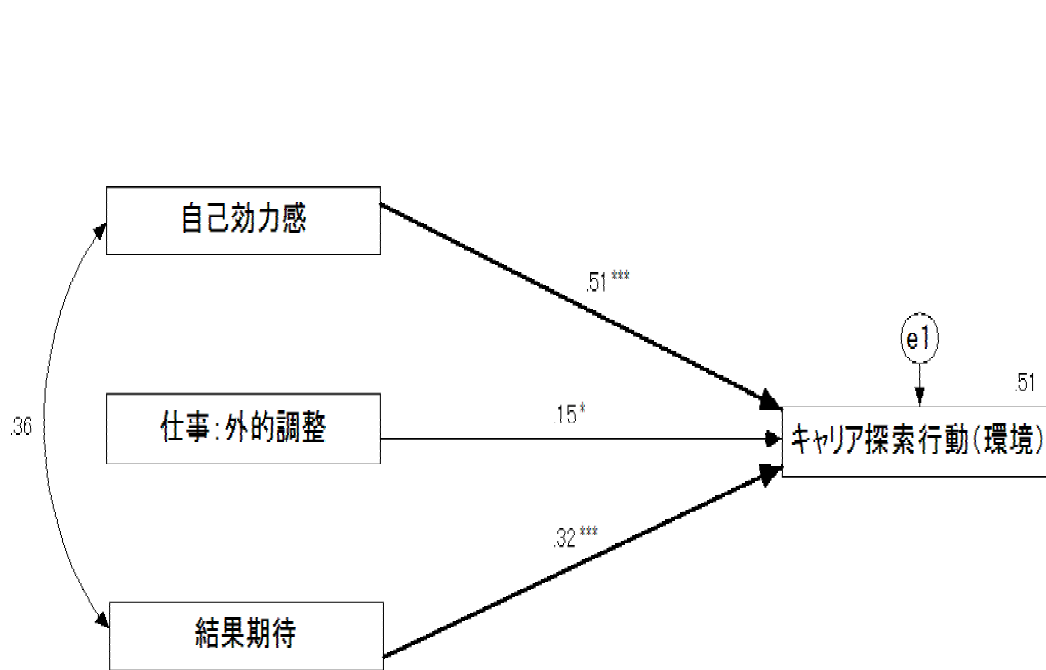 自己効力感
.51***
e1
.51
.36
仕事:外的調整
.15*
キャリア探索行動(環境)
.32***
結果期待